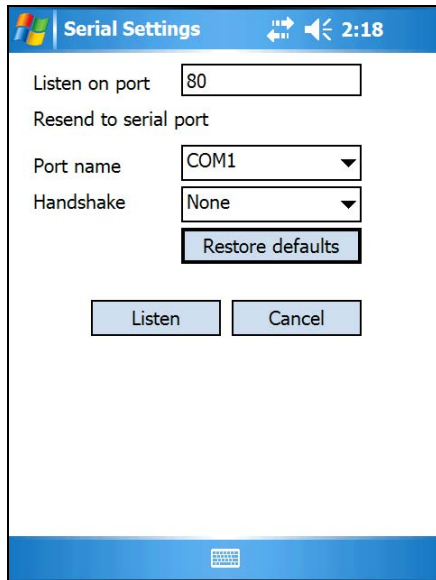 Serial Settings 2:18
Listen on port 80
Resend to serial port
Port name COM1
Handshake None
Restore defaults
Listen Cancel